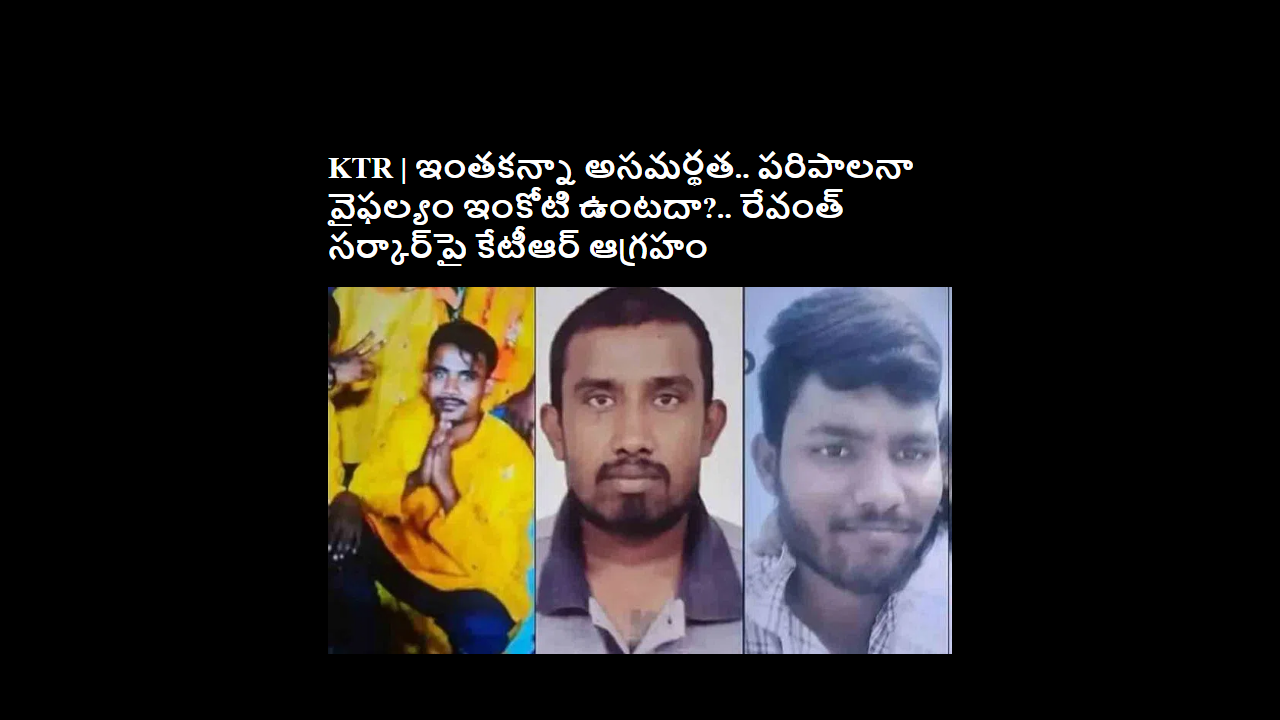 KTR | ఇంతకన్నా అసమర్థత.. పరిపాలనా
వైఫల్యం ఇంకోటి ఉంటదా?.. రేవంత్
సర్కార్‌పై కేటీఆర్ ఆగ్రహం